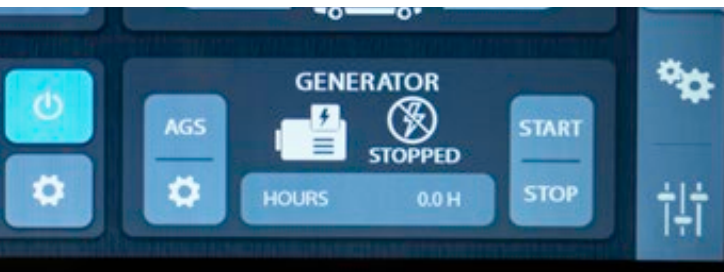 GENERATOR
AGS
STOPPED
START
STOP
HOURS 0.0 H